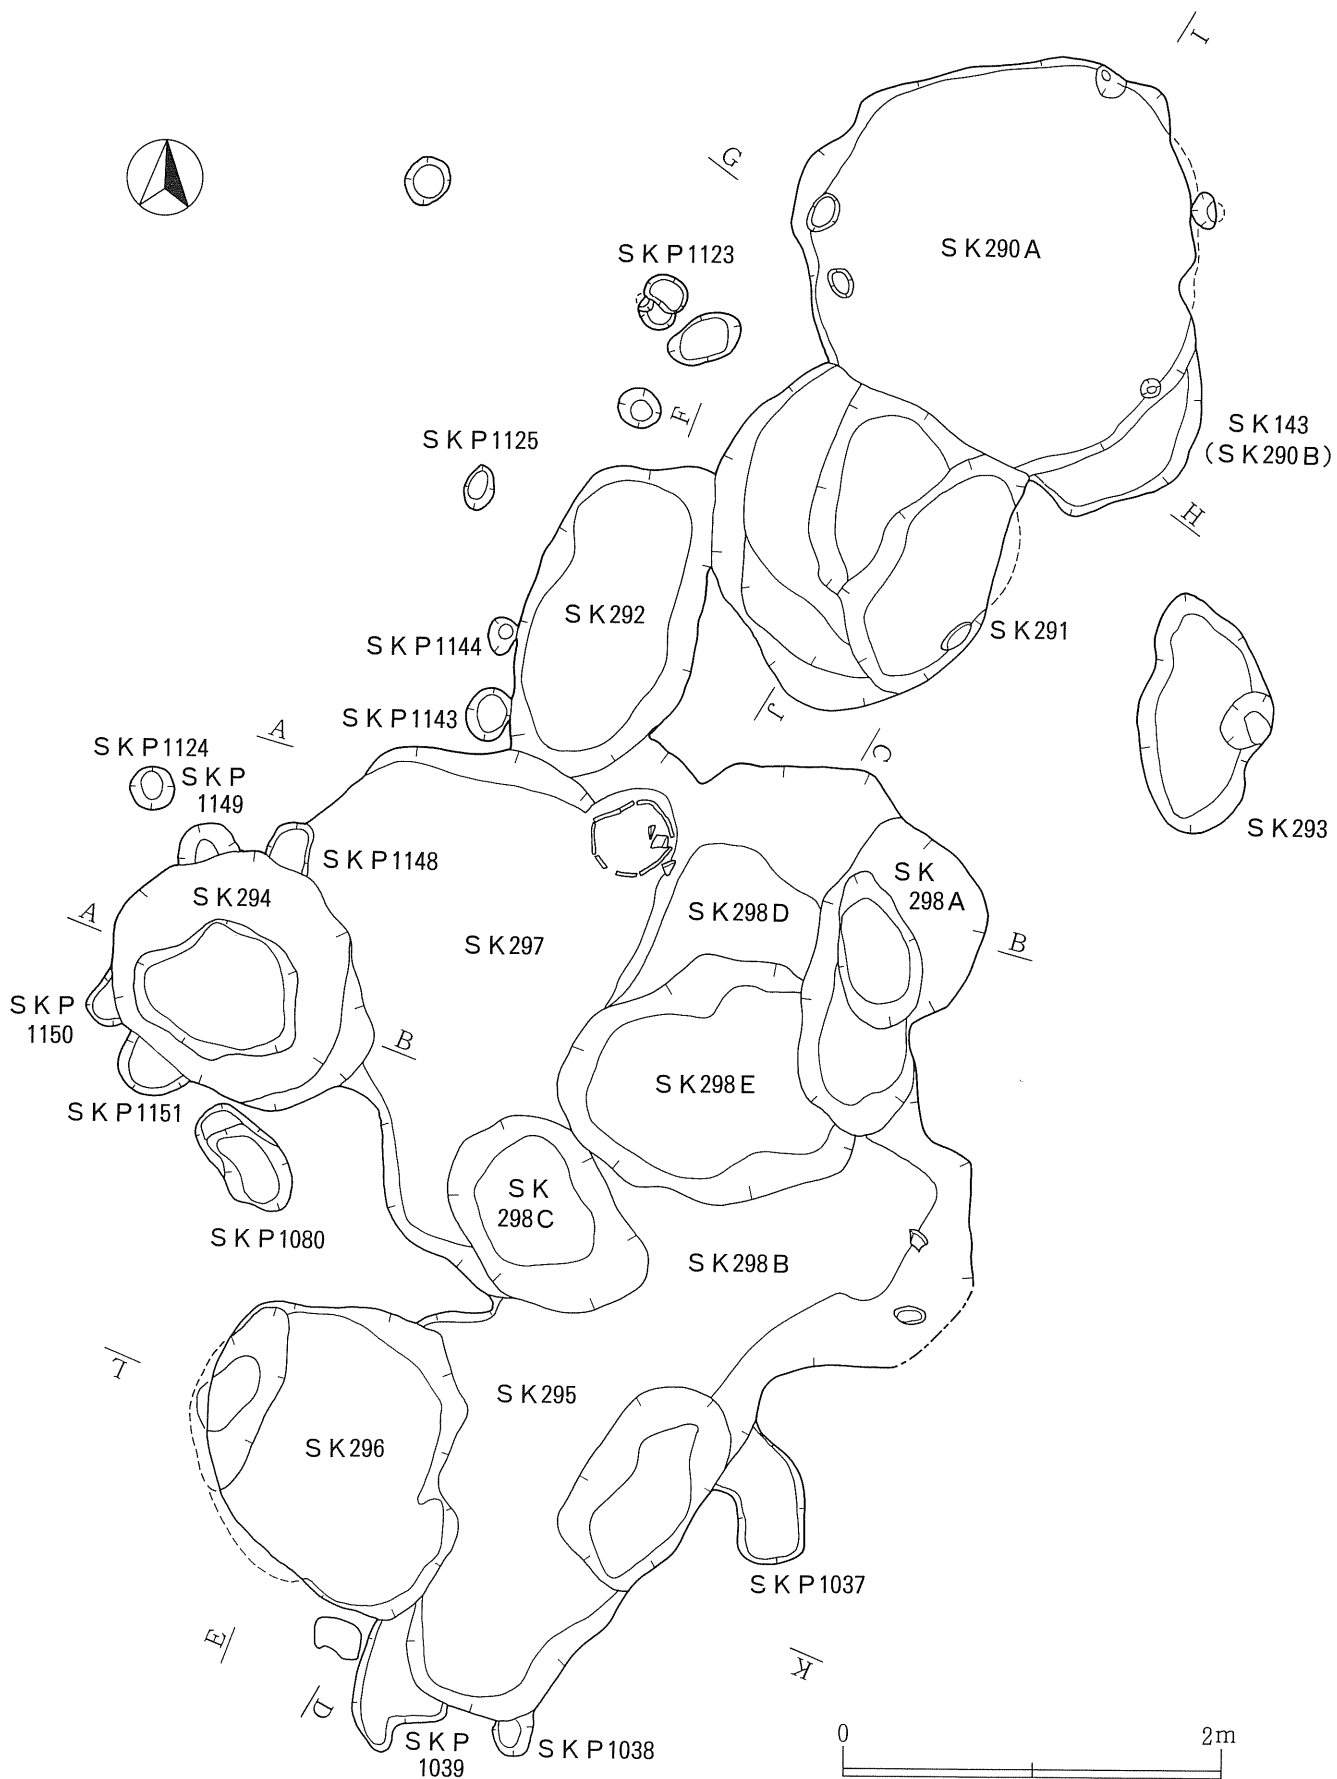 I
G
SK290A
SKP1123
F
SK143
(SK290B)
SKP1125
H
SK292
SK291
SKP1144
SKP1143
J
A
C
SKP1124
SKP
1149
SK293
SKP1148
SK
298A
SK294
A
SK298D
SK297
B
SKP
1150
B
SK298E
SKP1151
SK
298C
SKP1080
SK298B
L
SK295
SK296
SKP1037
E
K
D
SKP
1039
SKP1038
0
2m